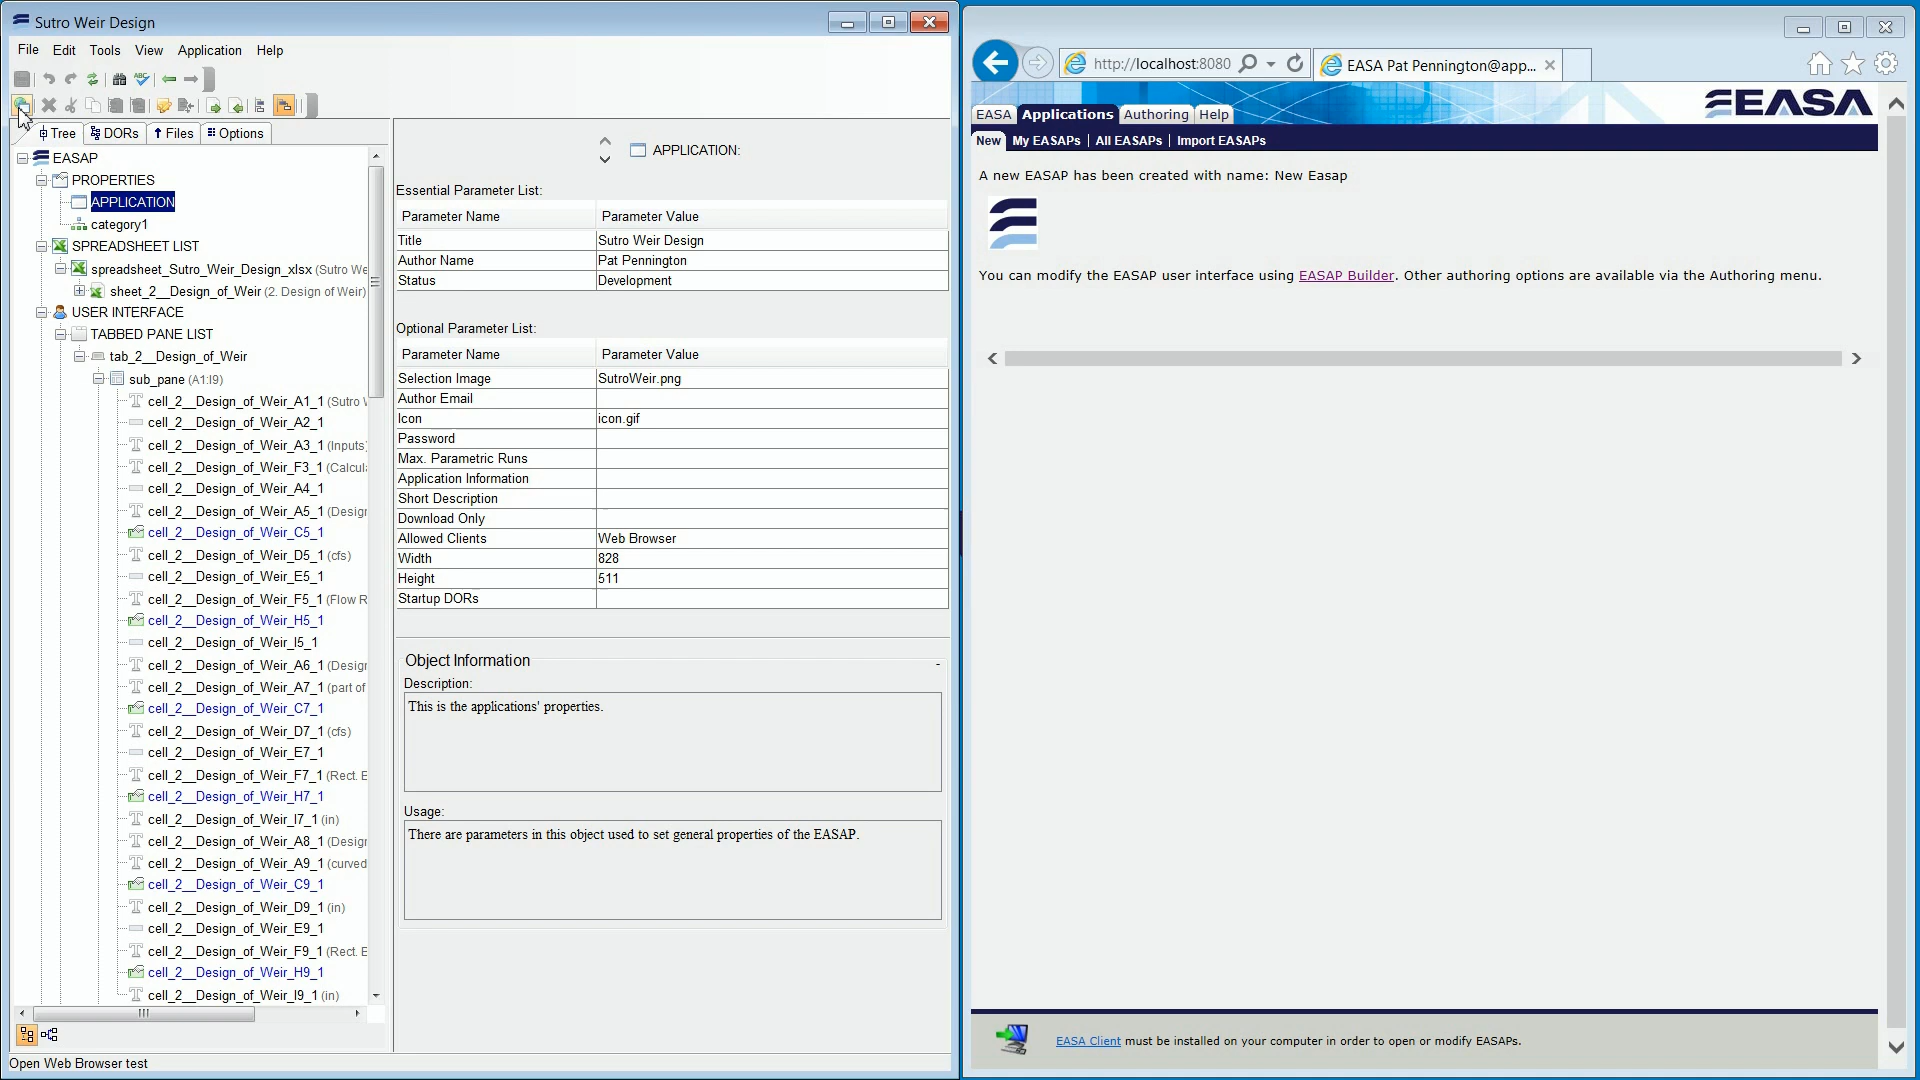 Sutro Weir Design
File Edit Tools View Application Help
Tree DORs Files Options
EASAP
PROPERTIES
APPLICATION
category1
SPREADSHEET LIST
spreadsheet_Sutro_Weir_Design_xlsx (Sutro We
sheet_2__Design_of_Weir (2. Design of Weir)
USER INTERFACE
TABBED PANE LIST
tab_2__Design_of_Weir
sub_pane (A1:I9)
cell_2__Design_of_Weir_A1_1 (Sutro
cell_2__Design_of_Weir_A2_1
cell_2__Design_of_Weir_A3_1 (Inputs)
cell_2__Design_of_Weir_F3_1 (Calcul
cell_2__Design_of_Weir_A4_1
cell_2__Design_of_Weir_A5_1 (Design
cell_2__Design_of_Weir_C5_1
cell_2__Design_of_Weir_D5_1 (cfs)
cell_2__Design_of_Weir_E5_1
cell_2__Design_of_Weir_F5_1 (Flow R
cell_2__Design_of_Weir_H5_1
cell_2__Design_of_Weir_I5_1
cell_2__Design_of_Weir_A6_1 (Design
cell_2__Design_of_Weir_A7_1 (part of
cell_2__Design_of_Weir_C7_1
cell_2__Design_of_Weir_D7_1 (cfs)
cell_2__Design_of_Weir_E7_1
cell_2__Design_of_Weir_F7_1 (Rect. E
cell_2__Design_of_Weir_H7_1
cell_2__Design_of_Weir_I7_1 (in)
cell_2__Design_of_Weir_A8_1 (Design
cell_2__Design_of_Weir_A9_1 (curved
cell_2__Design_of_Weir_C9_1
cell_2__Design_of_Weir_D9_1 (in)
cell_2__Design_of_Weir_E9_1
cell_2__Design_of_Weir_F9_1 (Rect. E
cell_2__Design_of_Weir_H9_1
cell_2__Design_of_Weir_I9_1 (in)
Open Web Browser test
APPLICATION:
Essential Parameter List:
Parameter Name Parameter Value
Title Sutro Weir Design
Author Name Pat Pennington
Status Development
Optional Parameter List:
Parameter Name Parameter Value
Selection Image SutroWeir.png
Author Email
Icon icon.gif
Password
Max. Parametric Runs
Application Information
Short Description
Download Only
Allowed Clients Web Browser
Width 828
Height 511
Startup DORs
Object Information
Description:
This is the applications' properties.
Usage:
There are parameters in this object used to set general properties of the EASAP.
http://localhost:8080 EASA Pat Pennington@app...
EASA Applications Authoring Help
EASA
New My EASAPs | All EASAPs | Import EASAPs
A new EASAP has been created with name: New Easap
You can modify the EASAP user interface using EASAP Builder. Other authoring options are available via the Authoring menu.
EASA Client must be installed on your computer in order to open or modify EASAPs.